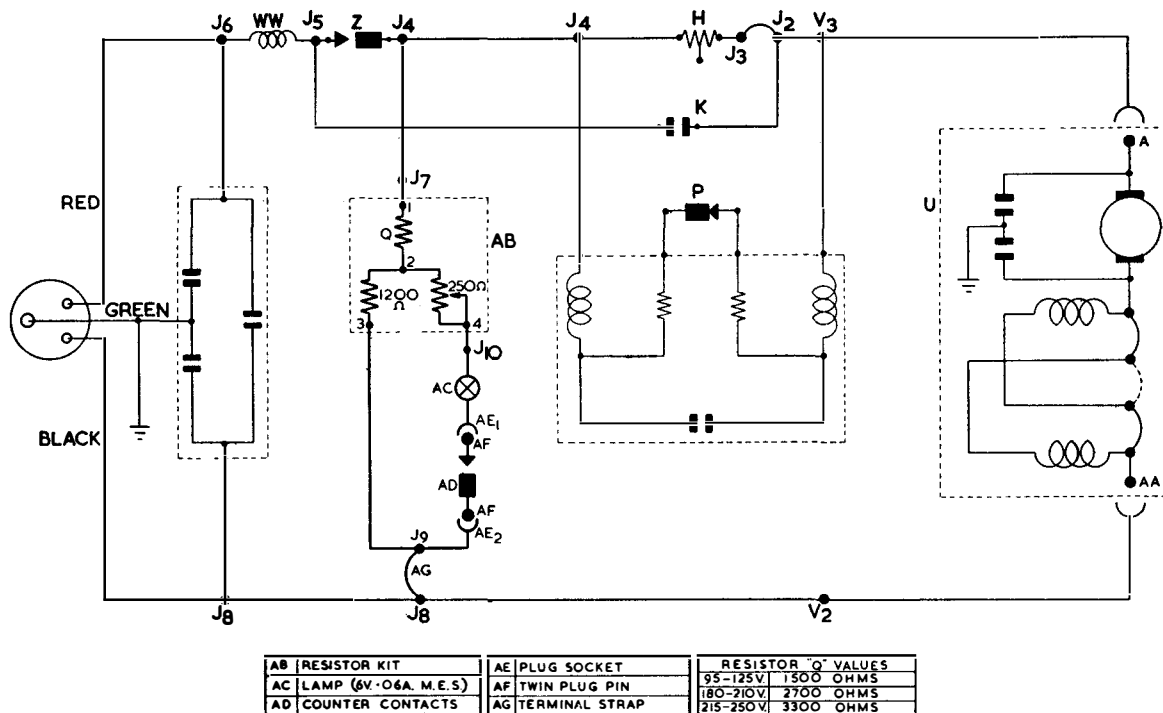 J6 WW J5 Z J4 J4 H J3 J2 V3
K
A
J7
RED
1
P
U
Q
AB
2
GREEN
1200 Ω
250Ω
3
4
J10
BLACK
AC
AE1
AF
AD
AF
AE2
AA
J9
AG
J8 J8 V2
AB RESISTOR KIT
AC LAMP (6V·06A. M.E.S.)
AD COUNTER CONTACTS
AE PLUG SOCKET
AF TWIN PLUG PIN
AG TERMINAL STRAP
RESISTOR "Q" VALUES
95-125V. 1500 OHMS
180-210V. 2700 OHMS
215-250V. 3300 OHMS